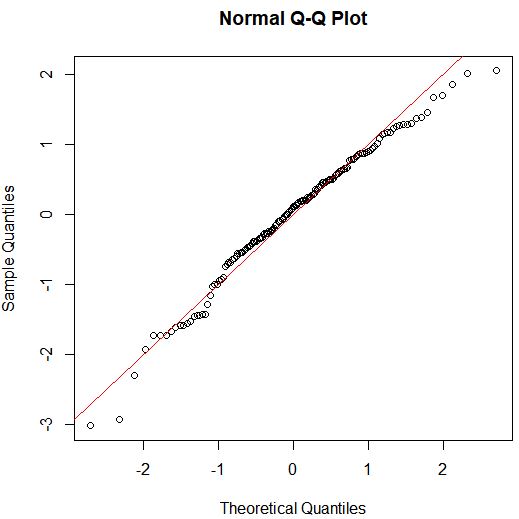 Normal Q-Q Plot
Sample Quantiles
2
1
0
-1
-2
-3
-2 -1 0 1 2
Theoretical Quantiles